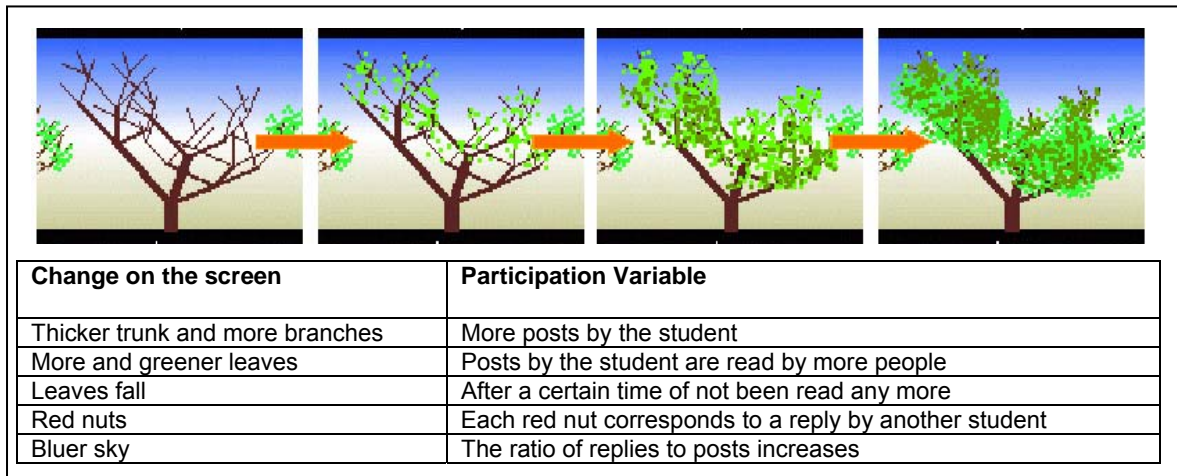 Change on the screen Participation Variable
Thicker trunk and more branches More posts by the student
More and greener leaves Posts by the student are read by more people
Leaves fall After a certain time of not been read any more
Red nuts Each red nut corresponds to a reply by another student
Bluer sky The ratio of replies to posts increases